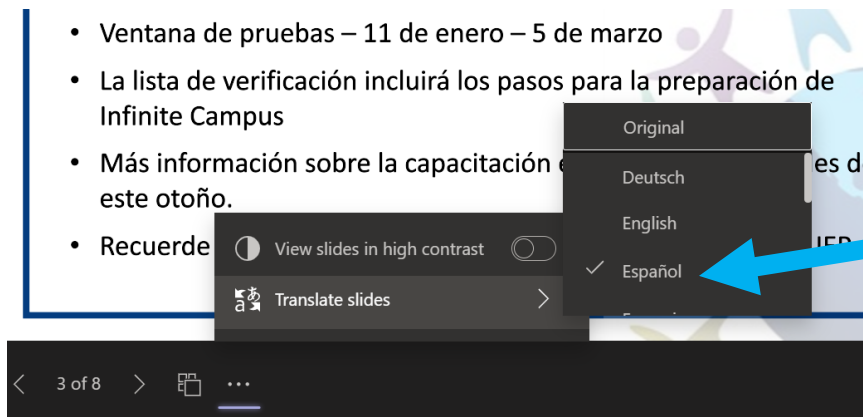 • Ventana de pruebas – 11 de enero – 5 de marzo
• La lista de verificación incluirá los pasos para la preparación de
Infinite Campus
• Más información sobre la capacitación
este otoño.
• Recuerde
Original
Deutsch
English
Español
View slides in high contrast
Translate slides
3 of 8